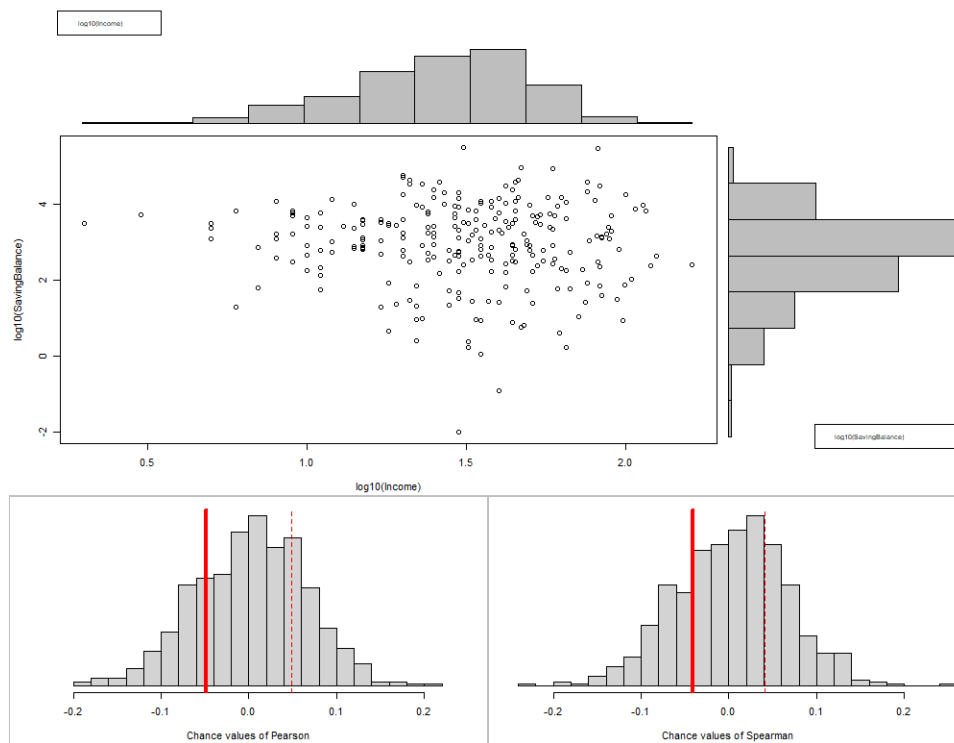 log10(Income)
log10(SavingBalance)
4
2
0
-2
0.5 1.0 1.5 2.0
log10(Income)
log10(SavingBalance)
-0.2 -0.1 0.0 0.1 0.2
Chance values of Pearson
-0.2 -0.1 0.0 0.1 0.2
Chance values of Spearman